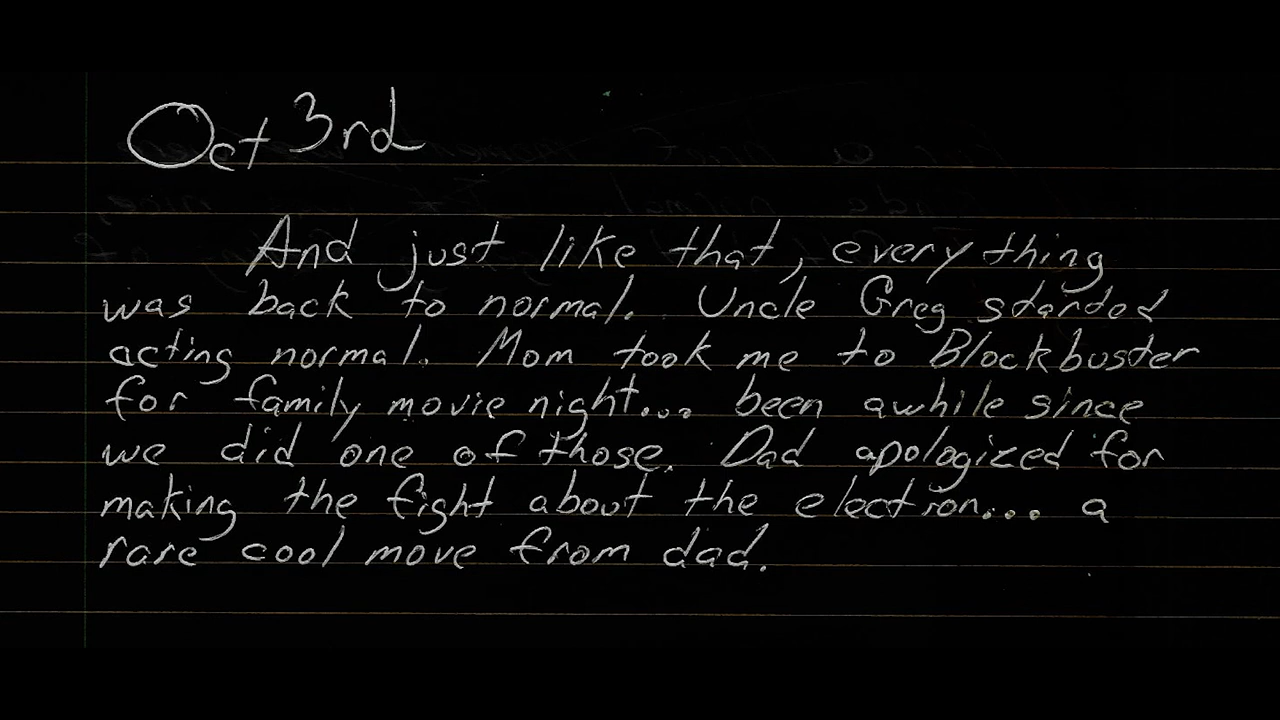 Oct 3rd
And just like that, everything
was back to normal. Uncle Greg started
acting normal. Mom took me to Blockbuster
for family movie night... been awhile since
we did one of those. Dad apologized for
making the fight about the election... a
rare cool move from dad.